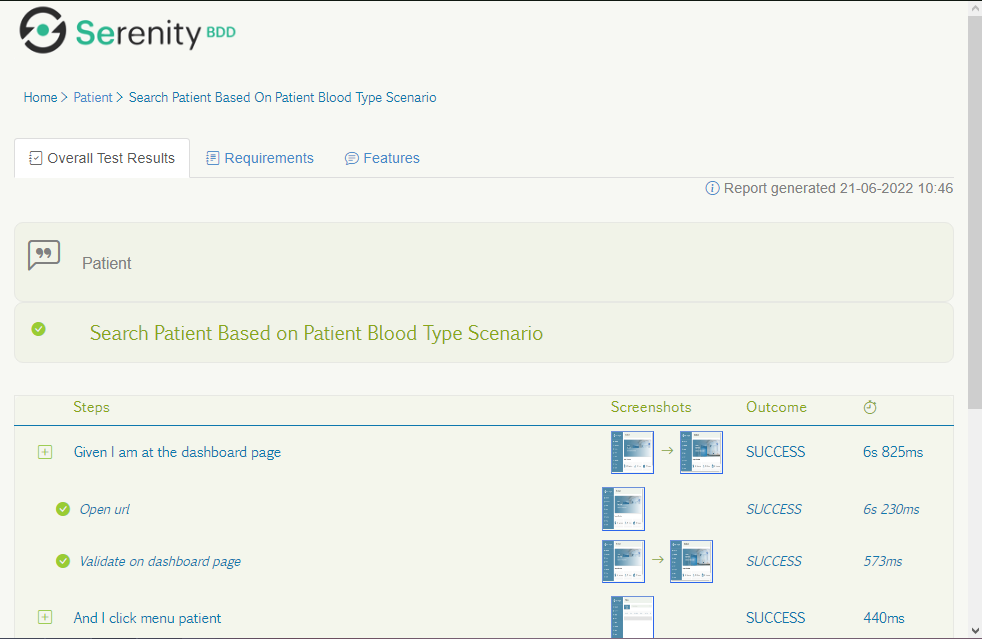 Serenity BDD
Home > Patient > Search Patient Based On Patient Blood Type Scenario
Overall Test Results Requirements Features
Report generated 21-06-2022 10:46
Patient
Search Patient Based on Patient Blood Type Scenario
Steps Screenshots Outcome
Given I am at the dashboard page SUCCESS 6s 825ms
Open url SUCCESS 6s 230ms
Validate on dashboard page SUCCESS 573ms
And I click menu patient SUCCESS 440ms